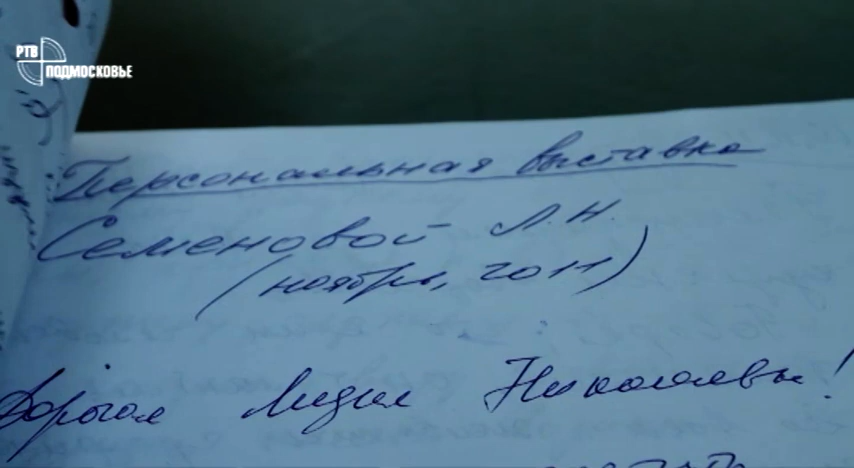 РТВ
ПОДМОСКОВЬЕ
Персональная выставка
Семеновой Л.Н.
(ноябрь, 2011)
Дорогая Лидия Николаевна!